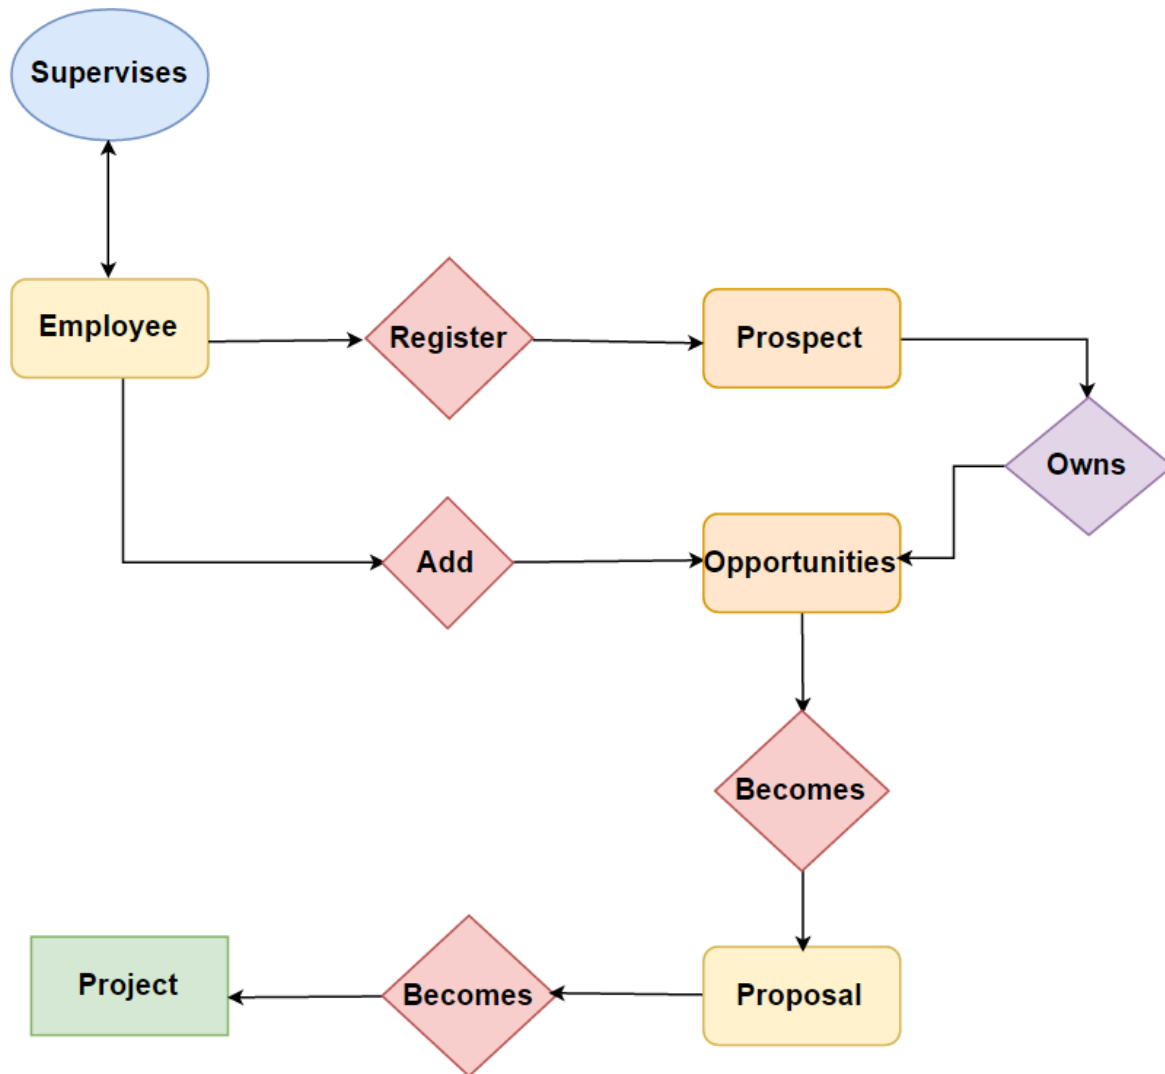 Supervises
Employee
Register
Prospect
Owns
Add
Opportunities
Becomes
Project
Becomes
Proposal